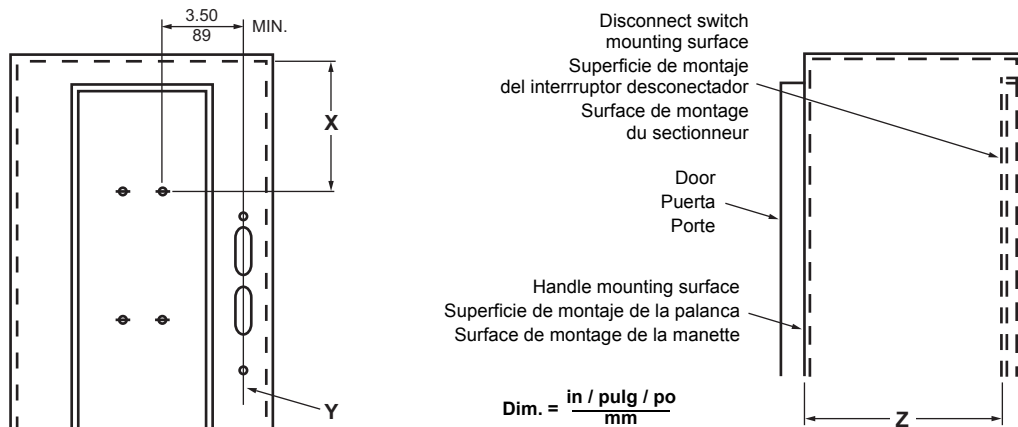 3.50
89
MIN.
X
Y
Disconnect switch
mounting surface
Superficie de montaje
del interrruptor desconectador
Surface de montage
du sectionneur
Door
Puerta
Porte
Handle mounting surface
Superficie de montaje de la palanca
Surface de montage de la manette
Dim. = in / pulg / po
mm
Z